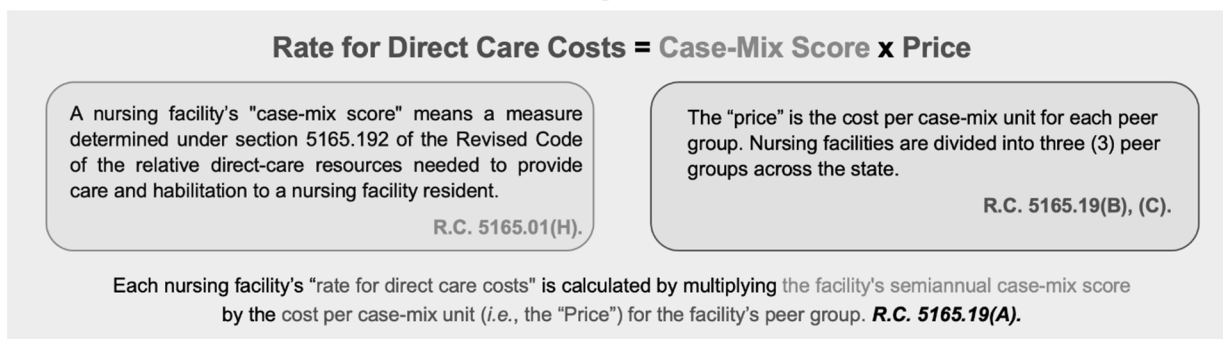 Rate for Direct Care Costs = Case-Mix Score x Price
A nursing facility's "case-mix score" means a measure
determined under section 5165.192 of the Revised Code
of the relative direct-care resources needed to provide
care and habilitation to a nursing facility resident.
R.C. 5165.01(H).
The “price” is the cost per case-mix unit for each peer
group. Nursing facilities are divided into three (3) peer
groups across the state.
R.C. 5165.19(B), (C).
Each nursing facility's “rate for direct care costs" is calculated by multiplying the facility's semiannual case-mix score
by the cost per case-mix unit (i.e., the “Price”) for the facility's peer group. R.C. 5165.19(A).